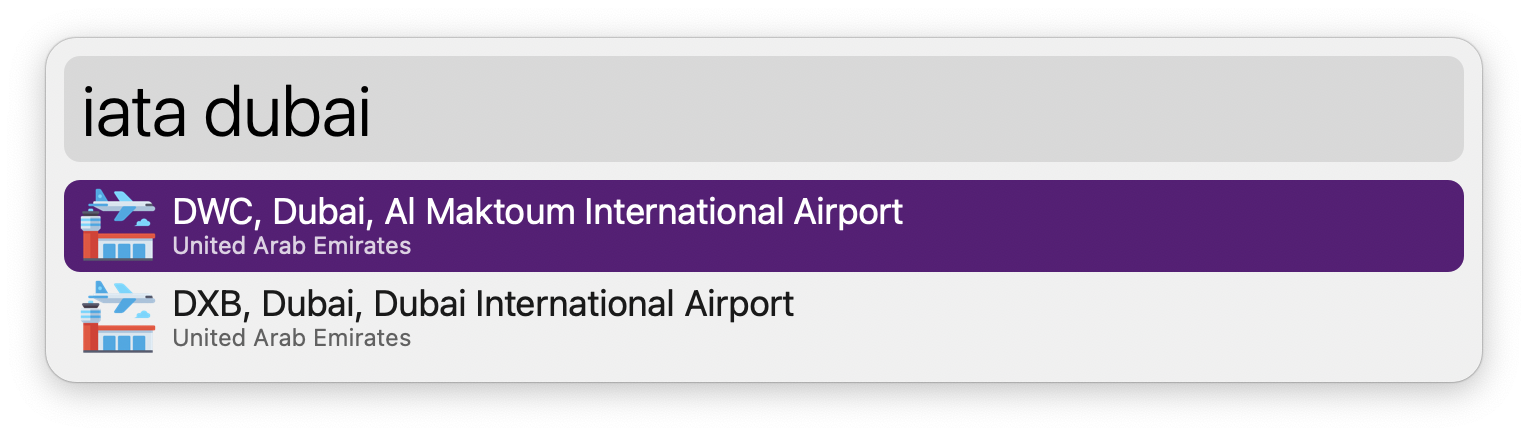 iata dubai
DWC, Dubai, Al Maktoum International Airport
United Arab Emirates
DXB, Dubai, Dubai International Airport
United Arab Emirates